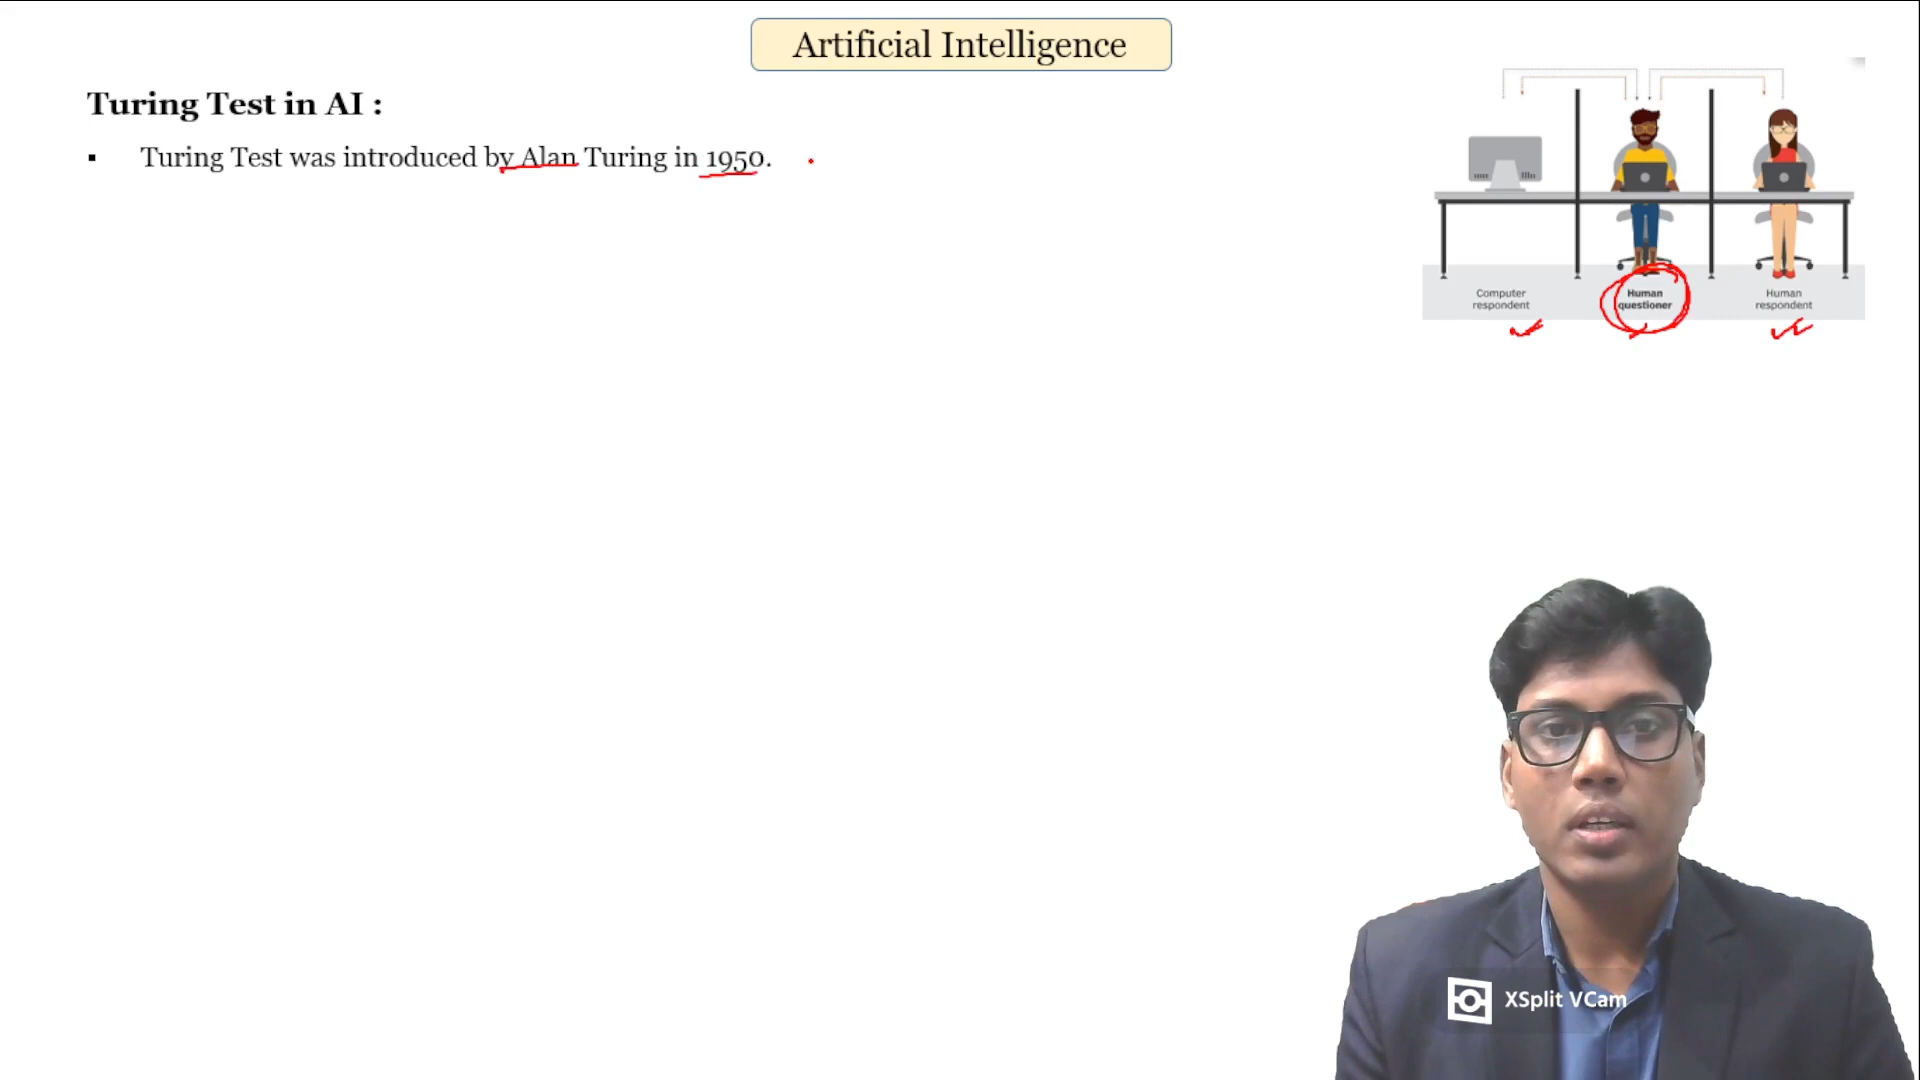 Artificial Intelligence
Turing Test in AI :
▪ Turing Test was introduced by Alan Turing in 1950.
Computer
respondent
Human
questioner
Human
respondent
XSplit VCam